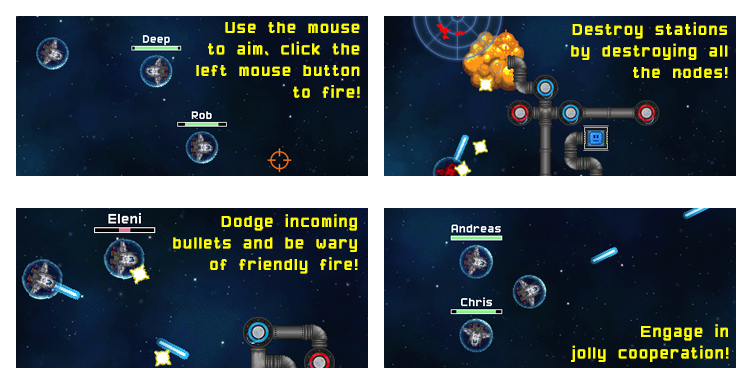 Use the mouse
to aim, click the
left mouse button
to fire!
Deep
Rob
Destroy stations
by destroying all
the nodes!
Eleni
Dodge incoming
bullets and be wary
of friendly fire!
Andreas
Chris
Engage in
jolly cooperation!